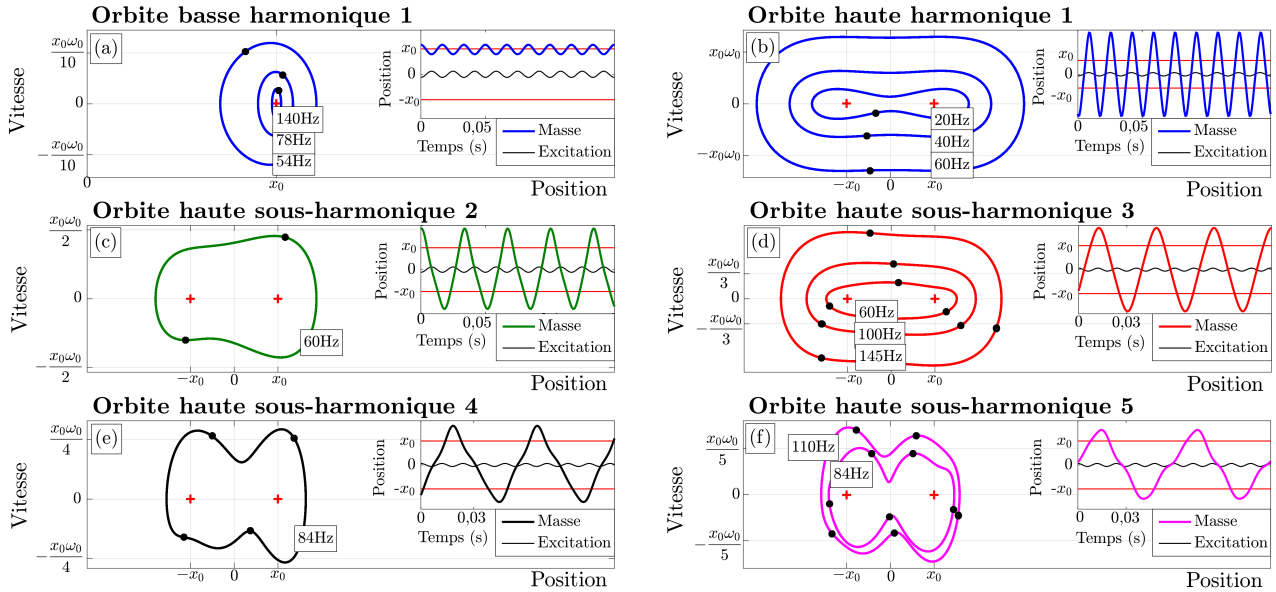 Orbite basse harmonique 1
(a)
x₀ω₀
10
0
−x₀ω₀
10
Vitesse
140Hz
78Hz
54Hz
0
x₀
Position
Position
x₀
0
-x₀
0
0,05
Temps (s)
Masse
Excitation
Orbite haute harmonique 1
(b)
x₀ω₀
0
−x₀ω₀
Vitesse
20Hz
40Hz
60Hz
−x₀
0
x₀
Position
Position
x₀
0
-x₀
0
0,05
Temps (s)
Masse
Excitation
Orbite haute sous-harmonique 2
(c)
x₀ω₀
2
0
−x₀ω₀
2
Vitesse
60Hz
−x₀
0
x₀
Position
Position
x₀
0
-x₀
0
0,05
Temps (s)
Masse
Excitation
Orbite haute sous-harmonique 3
(d)
x₀ω₀
3
0
−x₀ω₀
3
Vitesse
60Hz
100Hz
145Hz
−x₀
0
x₀
Position
Position
x₀
0
-x₀
0
0,03
Temps (s)
Masse
Excitation
Orbite haute sous-harmonique 4
(e)
x₀ω₀
4
0
−x₀ω₀
4
Vitesse
84Hz
−x₀
0
x₀
Position
Position
x₀
0
-x₀
0
0,03
Temps (s)
Masse
Excitation
Orbite haute sous-harmonique 5
(f)
x₀ω₀
5
0
−x₀ω₀
5
Vitesse
110Hz
84Hz
−x₀
0
x₀
Position
Position
x₀
0
-x₀
0
0,03
Temps (s)
Masse
Excitation